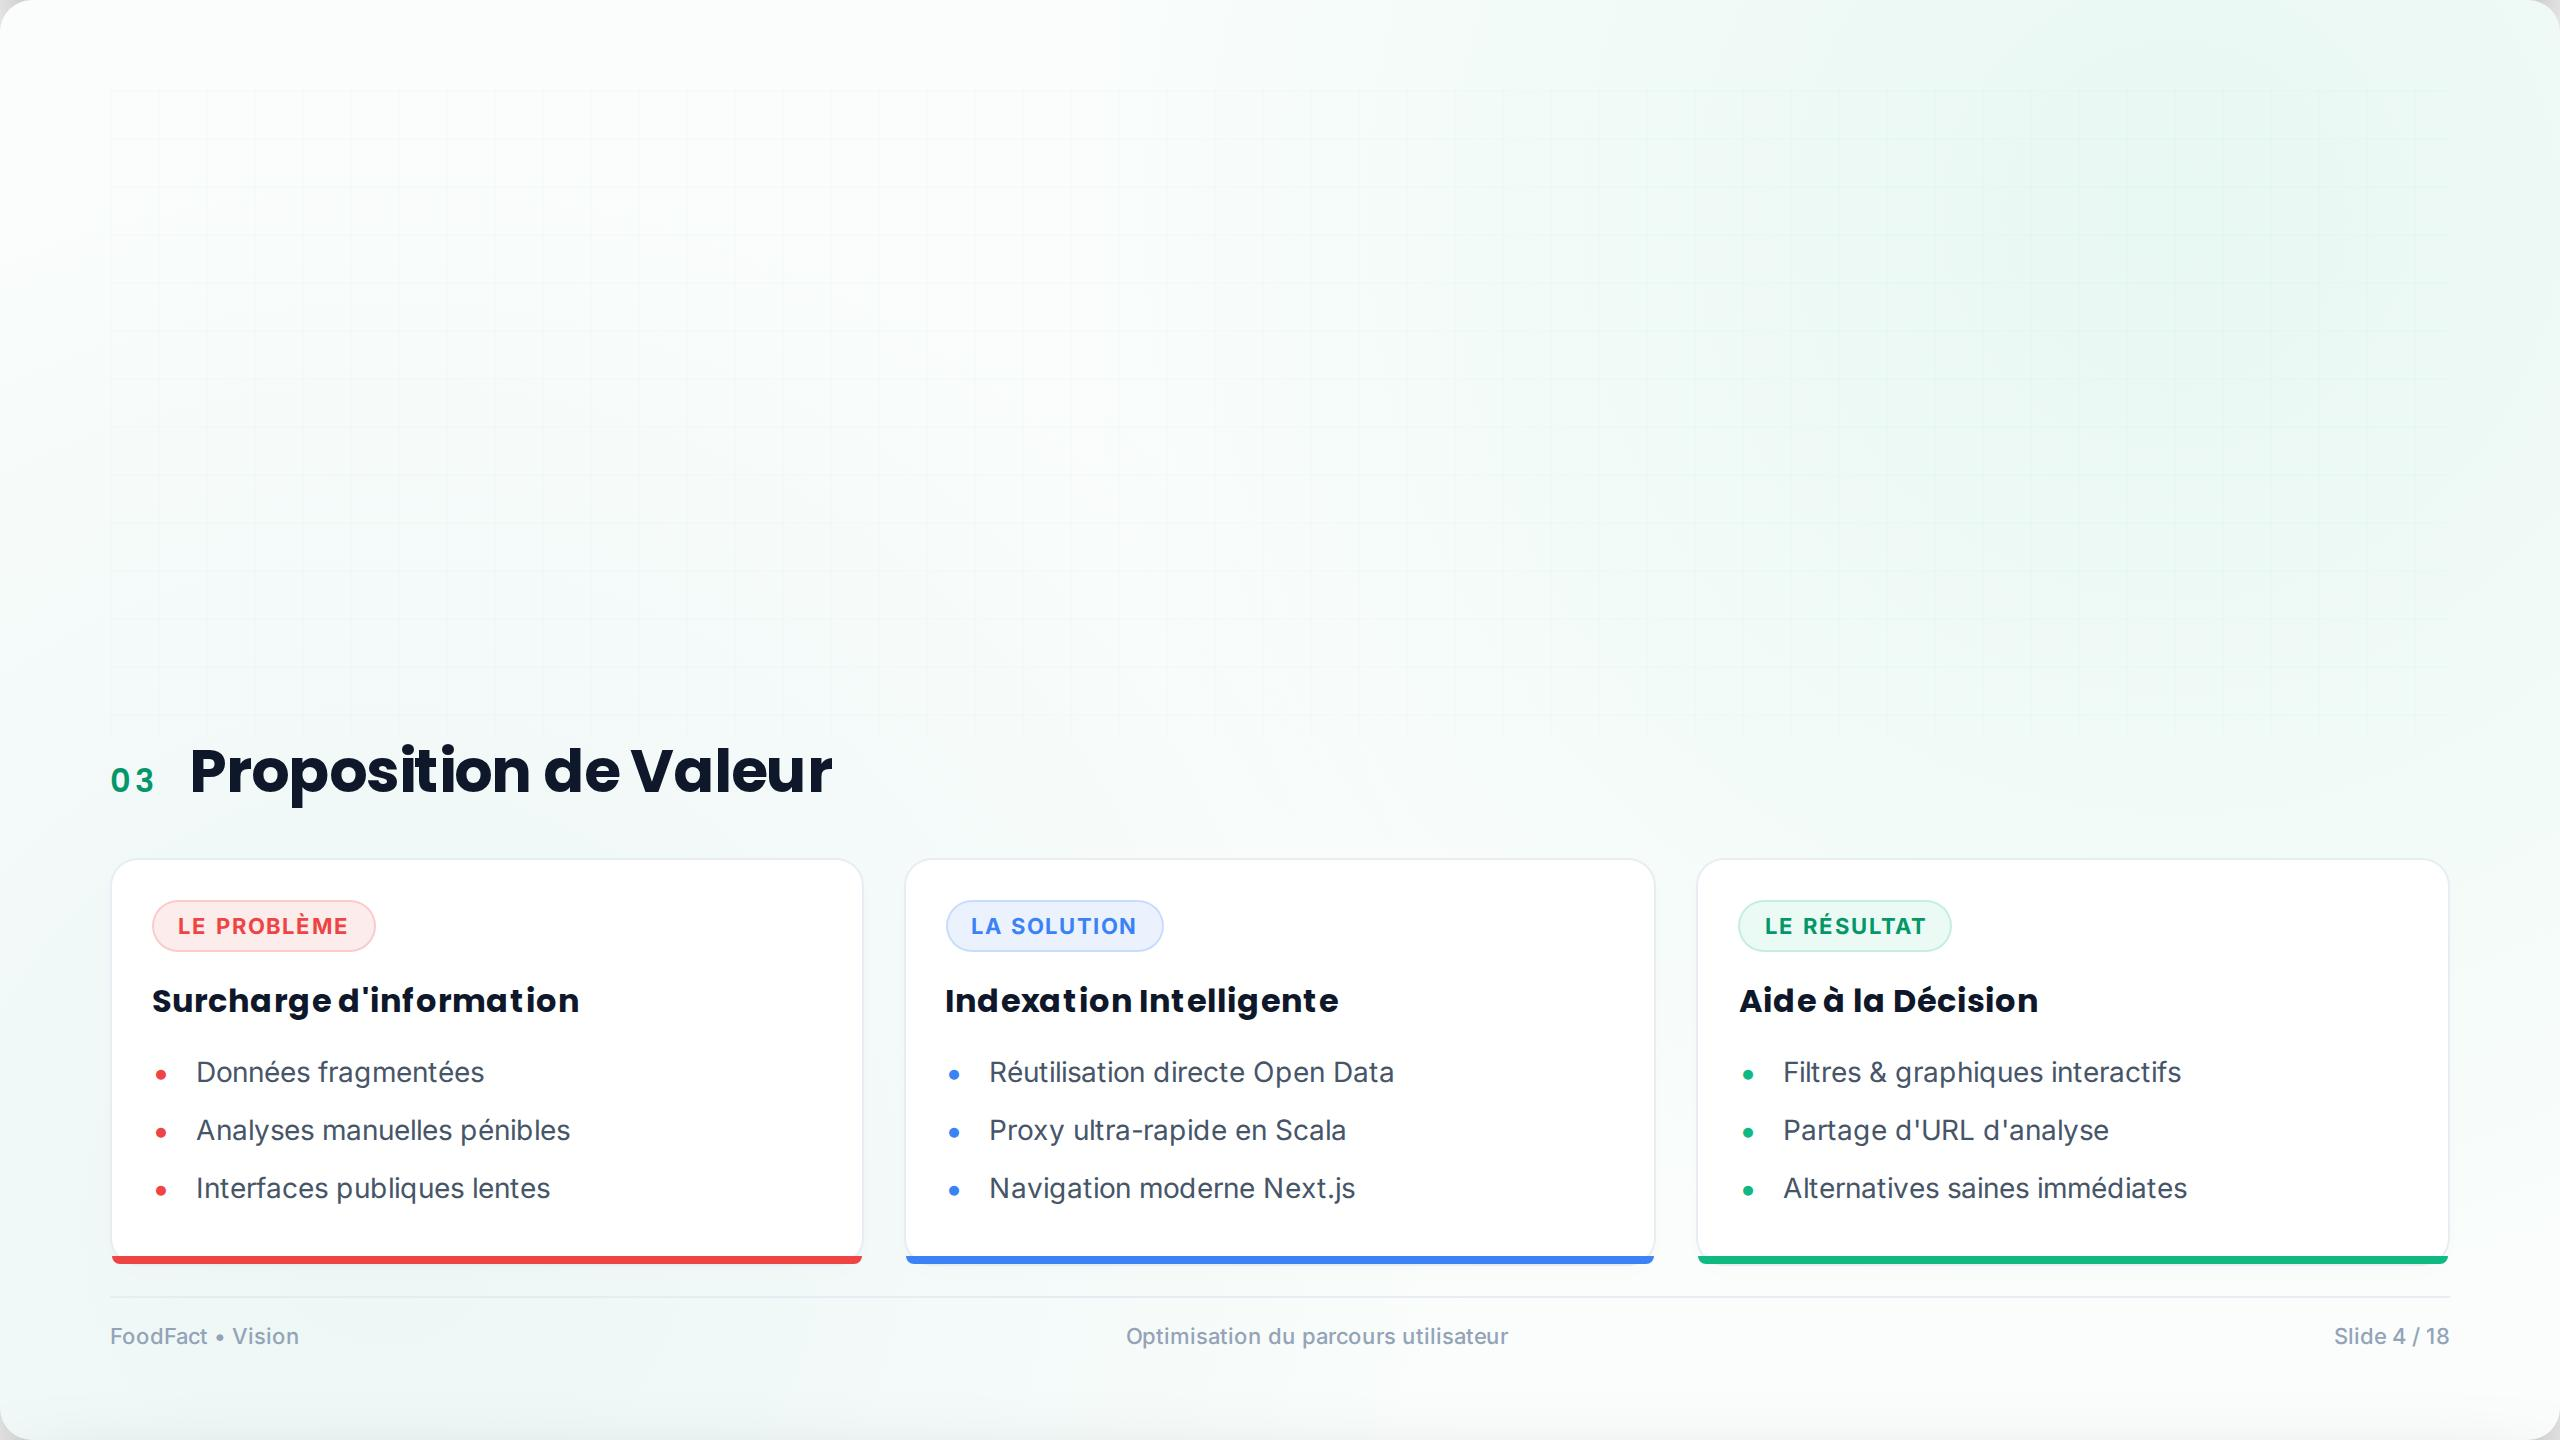 03 Proposition de Valeur
LE PROBLÈME
Surcharge d'information
Données fragmentées
Analyses manuelles pénibles
Interfaces publiques lentes
LA SOLUTION
Indexation Intelligente
Réutilisation directe Open Data
Proxy ultra-rapide en Scala
Navigation moderne Next.js
LE RÉSULTAT
Aide à la Décision
Filtres & graphiques interactifs
Partage d'URL d'analyse
Alternatives saines immédiates
FoodFact • Vision
Optimisation du parcours utilisateur
Slide 4 / 18